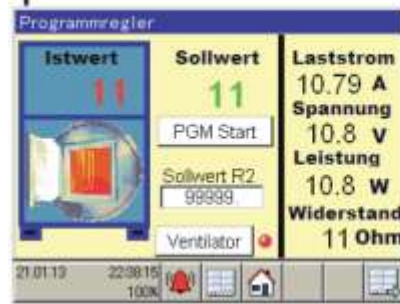 Programmregler
Istwert
11
Sollwert
11
PGM Start
Sollwert R2
99999.
Ventilator
Laststrom
10.79 A
Spannung
10.8 V
Leistung
10.8 W
Widerstand
11 Ohm
21.01.13 22:38:15
100%